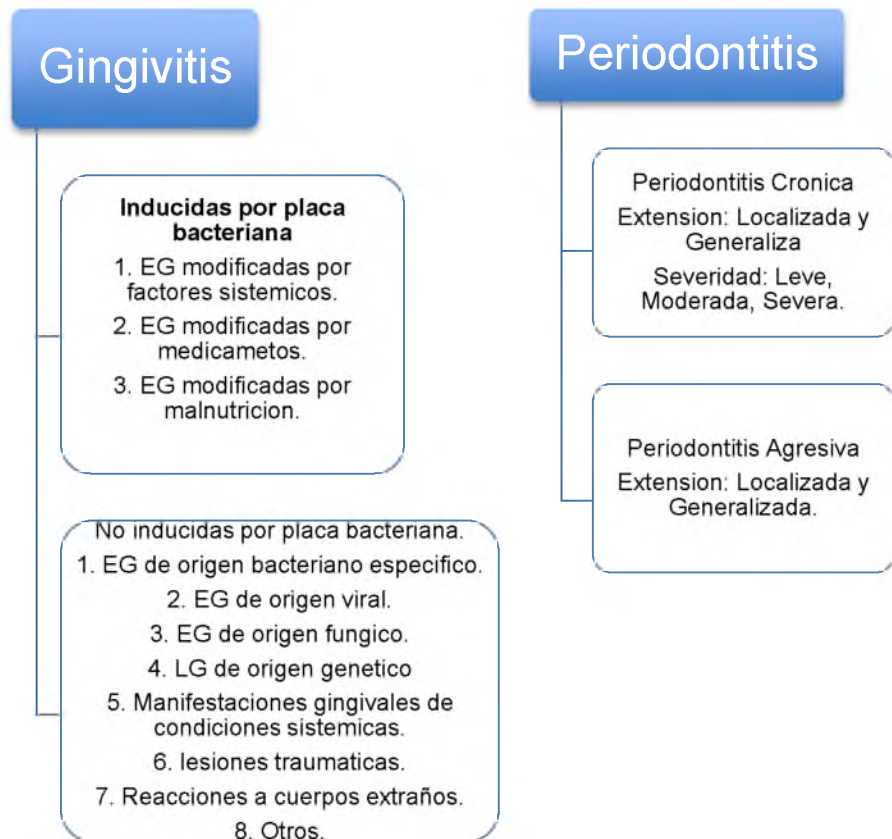 Gingivitis
Inducidas por placa
bacteriana
1. EG modificadas por
factores sistemicos.
2. EG modificadas por
medicametos.
3. EG modificadas por
malnutricion.
No inducidas por placa bacteriana.
1. EG de origen bacteriano especifico.
2. EG de origen viral.
3. EG de origen fungico.
4. LG de origen genetico
5. Manifestaciones gingivales de
condiciones sistemicas.
6. lesiones traumaticas.
7. Reacciones a cuerpos extraños.
8. Otros.
Periodontitis
Periodontitis Cronica
Extension: Localizada y
Generaliza
Severidad: Leve,
Moderada, Severa.
Periodontitis Agresiva
Extension: Localizada y
Generalizada.